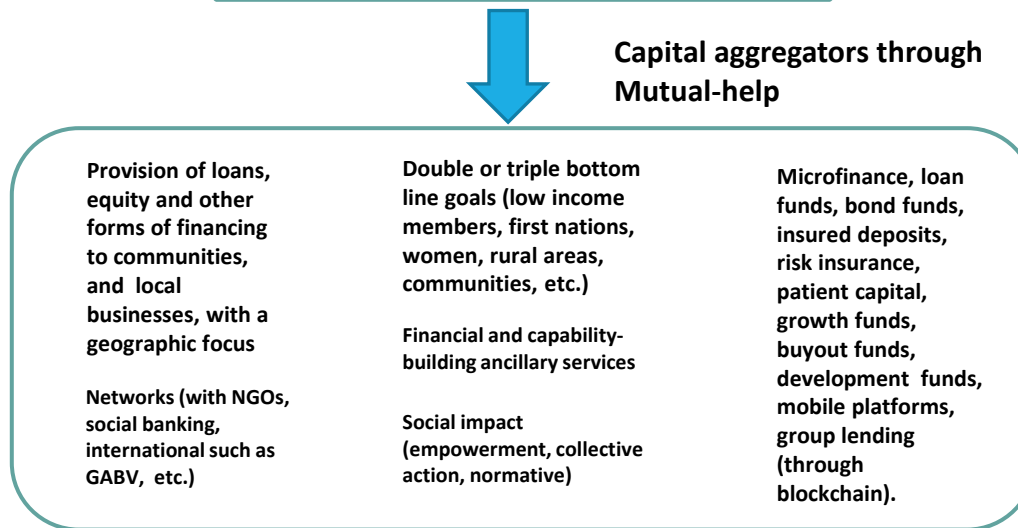 Capital aggregators through
Mutual-help
Provision of loans,
equity and other
forms of financing
to communities,
and local
businesses, with a
geographic focus
Networks (with NGOs,
social banking,
international such as
GABV, etc.)
Double or triple bottom
line goals (low income
members, first nations,
women, rural areas,
communities, etc.)
Financial and capability-
building ancillary services
Social impact
(empowerment, collective
action, normative)
Microfinance, loan
funds, bond funds,
insured deposits,
risk insurance,
patient capital,
growth funds,
buyout funds,
development funds,
mobile platforms,
group lending
(through
blockchain).